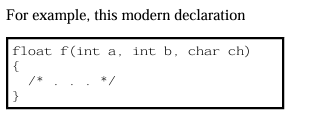 For example, this modern declaration
float f(int a, int b, char ch)
{
/* . . . */
}